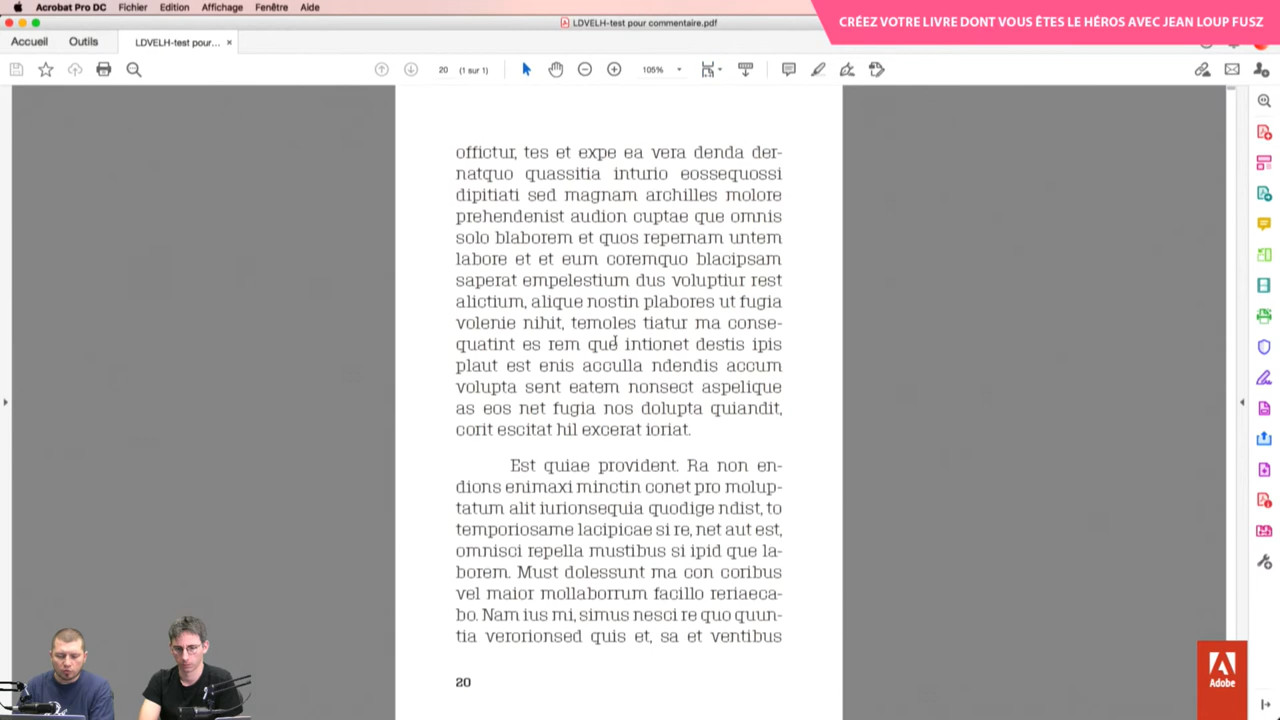 Acrobat Pro DC Fichier Edition Affichage Fenêtre Aide
LDVELH-test pour commentaire.pdf
CRÉEZ VOTRE LIVRE DONT VOUS ÊTES LE HÉROS AVEC JEAN LOUP FUSZ
Accueil Outils LDVELH-test pour... ×
20 (1 sur 1) 105%
offictur, tes et expe ea vera denda der-
natquo quassitia inturio eossequossi
dipitiati sed magnam archilles molore
prehendenist audion cuptae que omnis
solo blaborem et quos repernam untem
labore et et eum coremquo blacipsam
saperat empelestium dus voluptiur rest
alictium, alique nostin plabores ut fugia
volenie nihit, temoles tiatur ma conse-
quatint es rem que intionet destis ipis
plaut est enis acculla ndendis accum
volupta sent eatem nonsect aspelique
as eos net fugia nos dolupta quiandit,
corit escitat hil excerat ioriat.
Est quiae provident. Ra non en-
dions enimaxi minctin conet pro molup-
tatum alit iurionsequia quodige ndist, to
temporiosame lacipicae si re, net aut est,
omnisci repella mustibus si ipid que la-
borem. Must dolessunt ma con coribus
vel maior mollaborrum facillo reriaeca-
bo. Nam ius mi, simus nesci re quo quun-
tia verorionsed quis et, sa et ventibus
20
Adobe